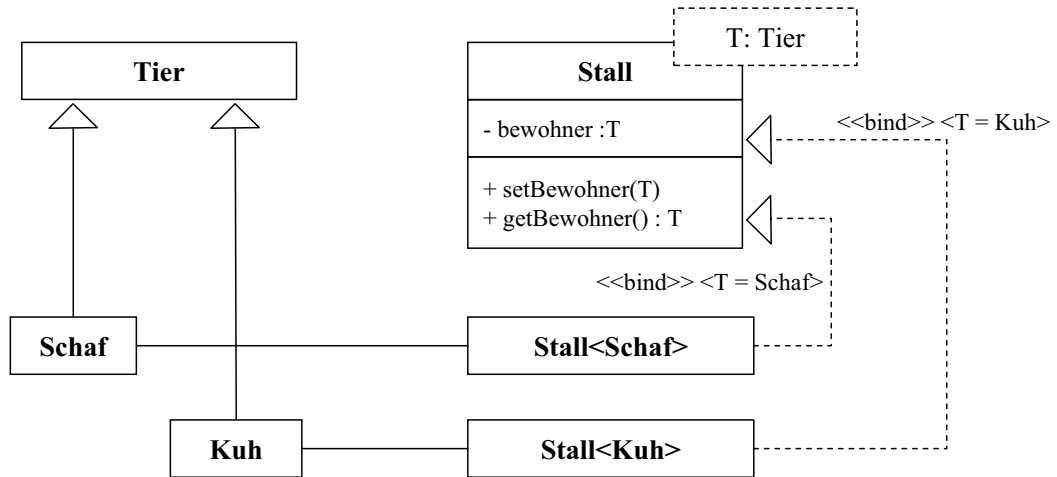 T: Tier
Tier
Stall
- bewohner :T
<<bind>> <T = Kuh>
+ setBewohner(T)
+ getBewohner() : T
<<bind>> <T = Schaf>
Schaf
Stall<Schaf>
Kuh
Stall<Kuh>